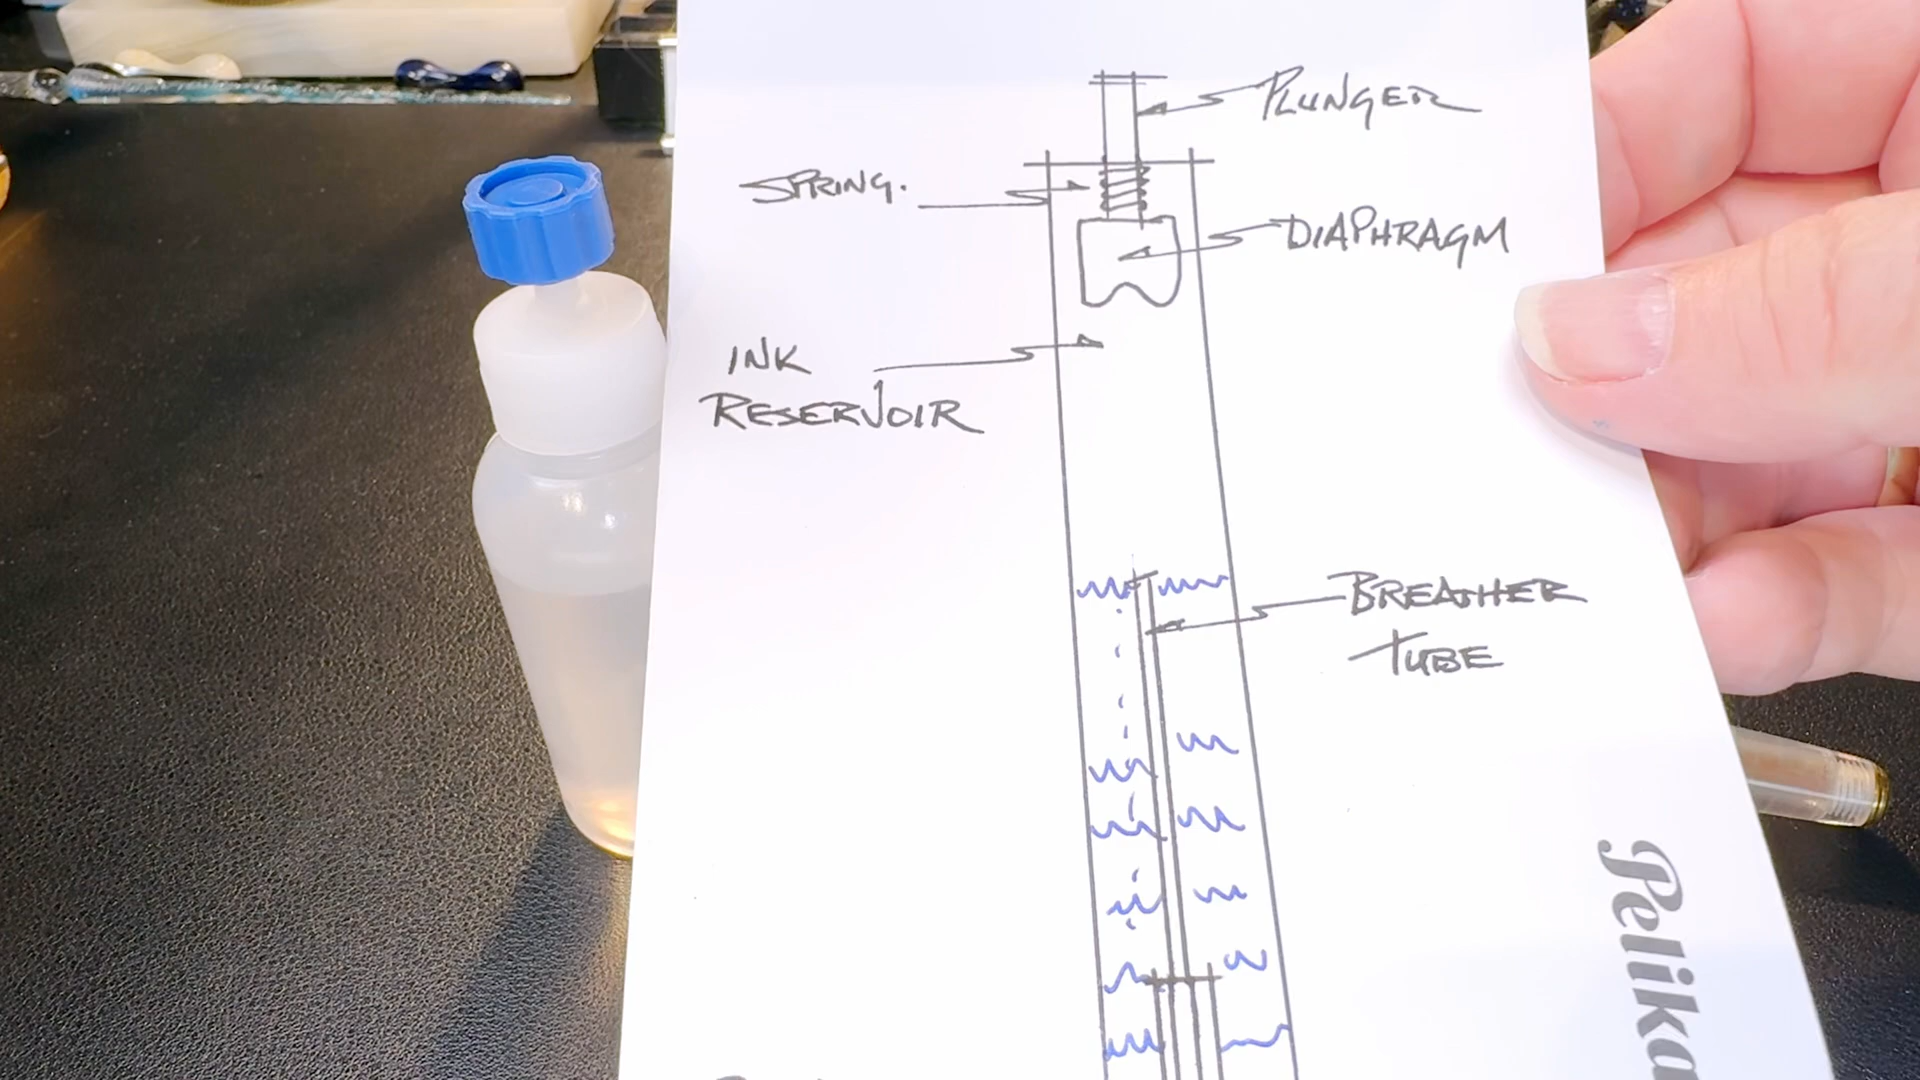 PLUNGER
SPRING.
DIAPHRAGM
INK
RESERVOIR
BREATHER
TUBE
Pelika